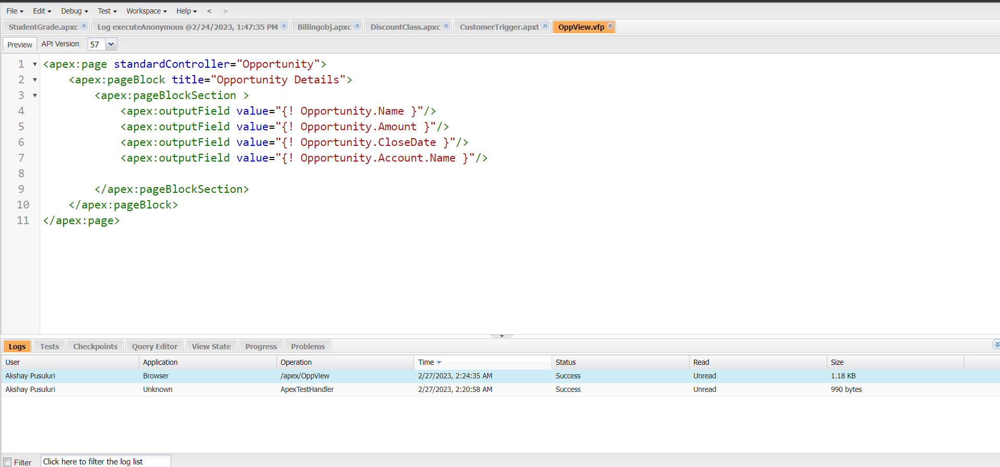 File Edit Debug Test Workspace Help < >
StudentGrade.apxc Log executeAnonymous @2/24/2023, 1:47:35 PM Billingobj.apxc DiscountClass.apxc CustomerTrigger.apxt OppView.vfp
Preview API Version: 57
1 <apex:page standardController="Opportunity">
2 <apex:pageBlock title="Opportunity Details">
3 <apex:pageBlockSection >
4 <apex:outputField value="{! Opportunity.Name }"/>
5 <apex:outputField value="{! Opportunity.Amount }"/>
6 <apex:outputField value="{! Opportunity.CloseDate }"/>
7 <apex:outputField value="{! Opportunity.Account.Name }"/>
8
9 </apex:pageBlockSection>
10 </apex:pageBlock>
11 </apex:page>
Logs Tests Checkpoints Query Editor View State Progress Problems
User Application Operation Time Status Read Size
Akshay Pusuluri Browser /apex/OppView 2/27/2023, 2:24:35 AM Success Unread 1.18 KB
Akshay Pusuluri Unknown ApexTestHandler 2/27/2023, 2:20:58 AM Success Unread 990 bytes
Filter Click here to filter the log list